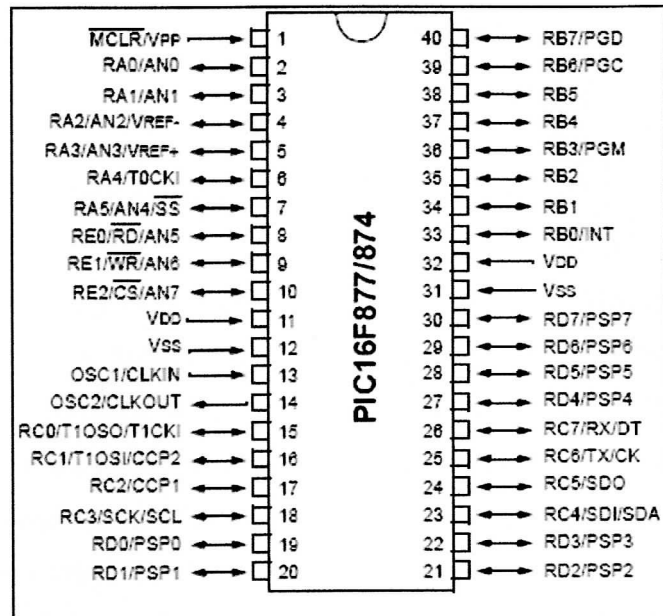 M̅C̅L̅R̅/VPP 1 40 RB7/PGD
RA0/AN0 2 39 RB6/PGC
RA1/AN1 3 38 RB5
RA2/AN2/VREF- 4 37 RB4
RA3/AN3/VREF+ 5 36 RB3/PGM
RA4/T0CKI 6 35 RB2
RA5/AN4/S̅S̅ 7 34 RB1
RE0/R̅D̅/AN5 8 33 RB0/INT
RE1/W̅R̅/AN6 9 32 VDD
RE2/C̅S̅/AN7 10 31 VSS
VDD 11 30 RD7/PSP7
VSS 12 29 RD6/PSP6
OSC1/CLKIN 13 28 RD5/PSP5
OSC2/CLKOUT 14 27 RD4/PSP4
RC0/T1OSO/T1CKI 15 26 RC7/RX/DT
RC1/T1OSI/CCP2 16 25 RC6/TX/CK
RC2/CCP1 17 24 RC5/SDO
RC3/SCK/SCL 18 23 RC4/SDI/SDA
RD0/PSP0 19 22 RD3/PSP3
RD1/PSP1 20 21 RD2/PSP2
PIC16F877/874